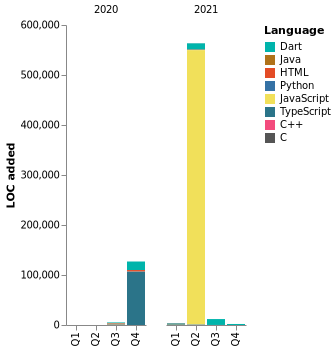 2020 2021
Language
Dart
Java
HTML
Python
JavaScript
TypeScript
C++
C
LOC added
600,000
500,000
400,000
300,000
200,000
100,000
0
Q1 Q2 Q3 Q4 Q1 Q2 Q3 Q4